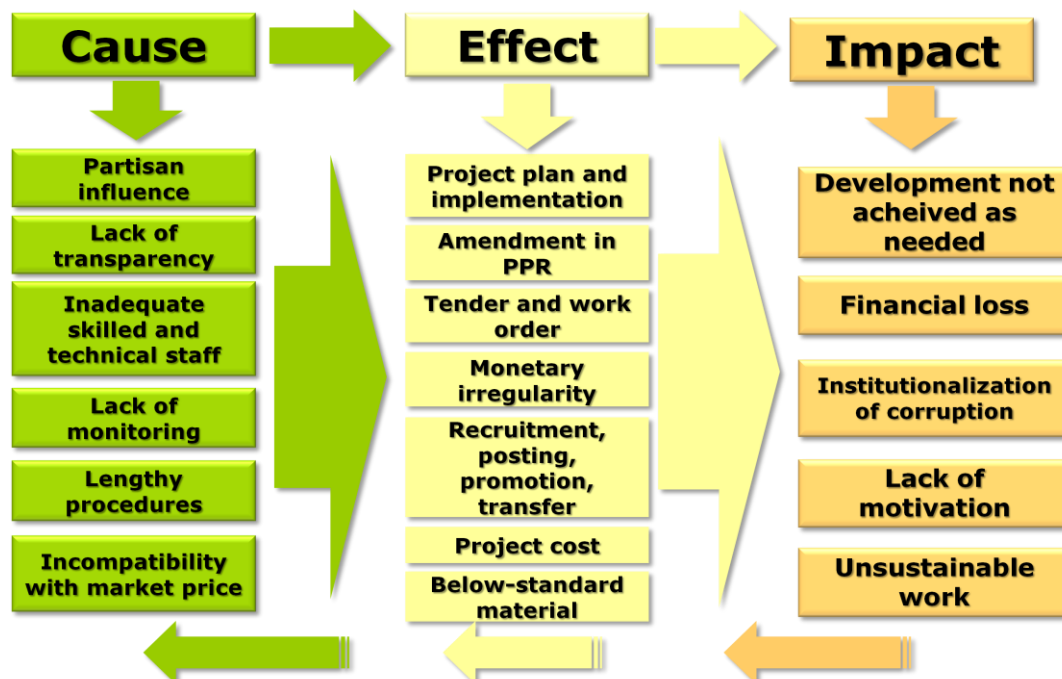 Cause
Effect
Impact
Partisan
influence
Lack of
transparency
Inadequate
skilled and
technical staff
Lack of
monitoring
Lengthy
procedures
Incompatibility
with market price
Project plan and
implementation
Amendment in
PPR
Tender and work
order
Monetary
irregularity
Recruitment,
posting,
promotion,
transfer
Project cost
Below-standard
material
Development not
acheived as
needed
Financial loss
Institutionalization
of corruption
Lack of
motivation
Unsustainable
work